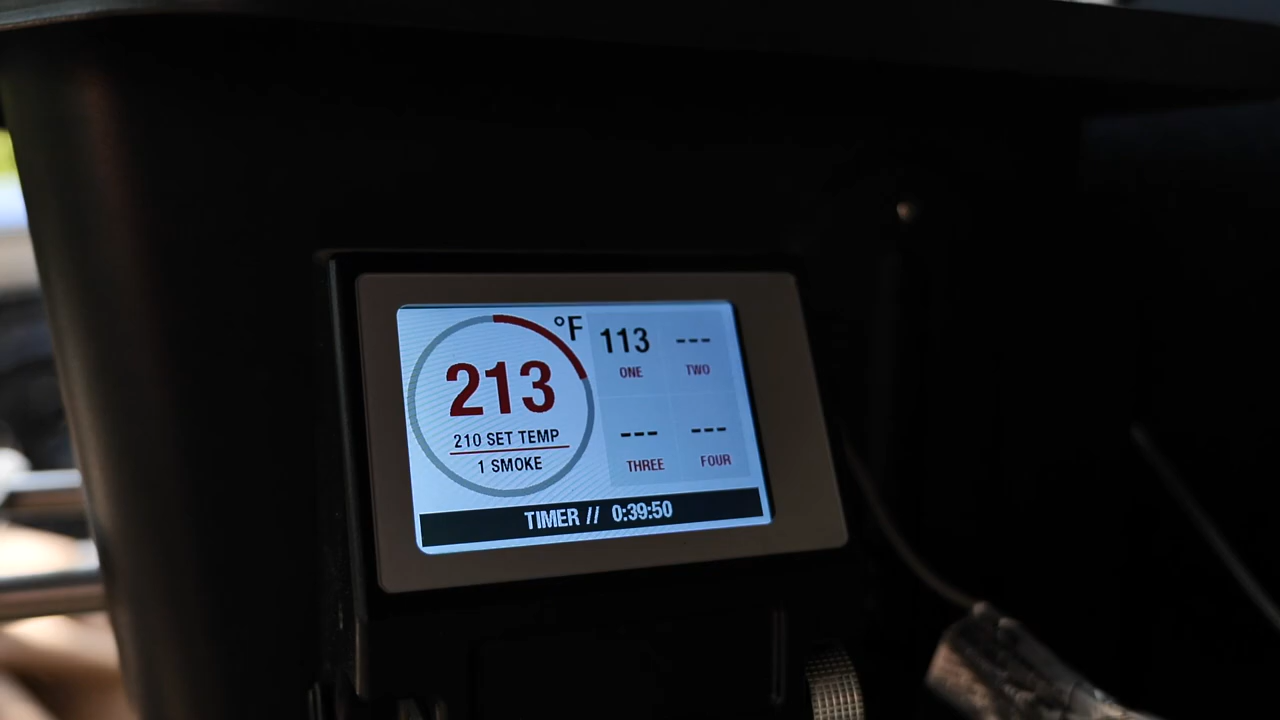 °F
213
210 SET TEMP
1 SMOKE
113 ---
ONE TWO
--- ---
THREE FOUR
TIMER // 0:39:50